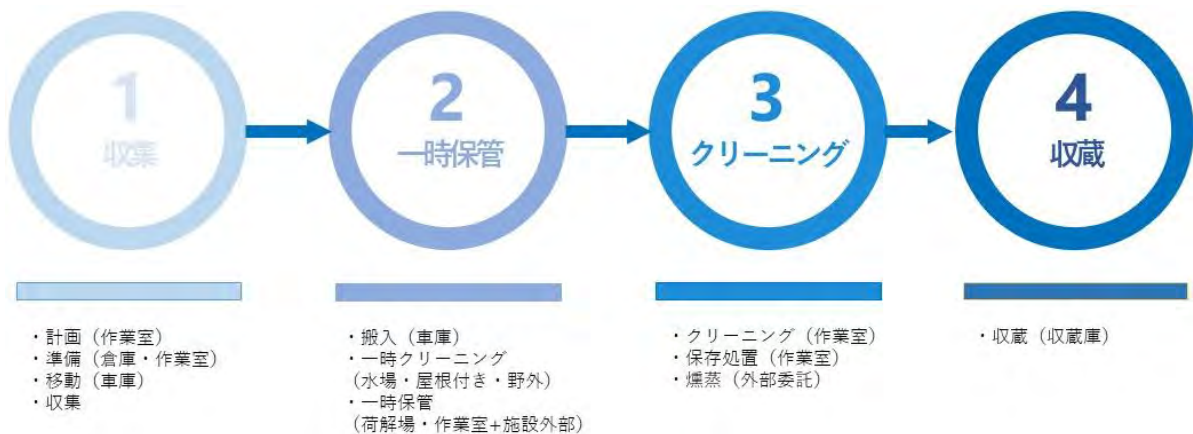 1
収集
2
一時保管
3
クリーニング
4
収蔵
・計画（作業室）
・準備（倉庫・作業室）
・移動（車庫）
・収集
・搬入（車庫）
・一時クリーニング
（水場・屋根付き・野外）
・一時保管
（荷解場・作業室+施設外部）
・クリーニング（作業室）
・保存処置（作業室）
・燻蒸（外部委託）
・収蔵（収蔵庫）